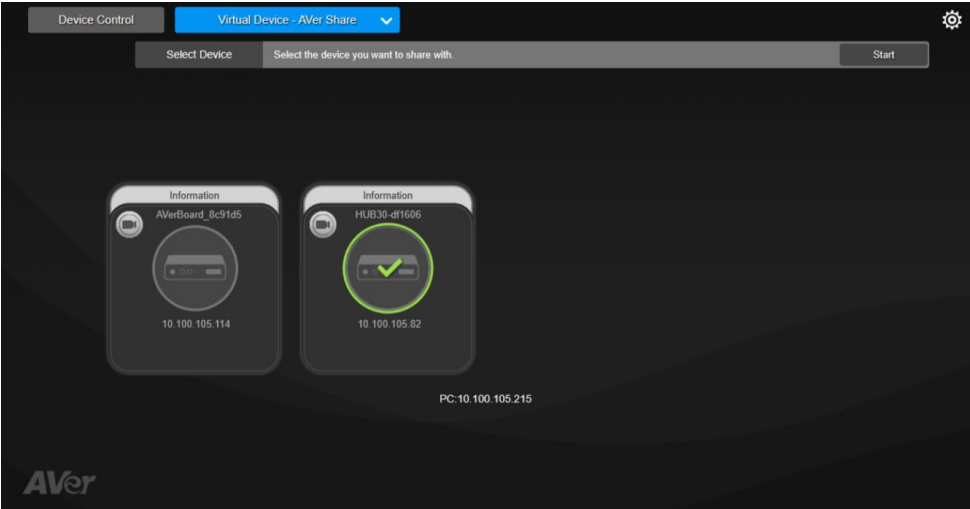 Device Control
Virtual Device - AVer Share
Select Device
Select the device you want to share with.
Start
Information
AVerBoard_8c91d5
10.100.105.114
Information
HUB30-df1606
10.100.105.82
PC:10.100.105.215
AVer